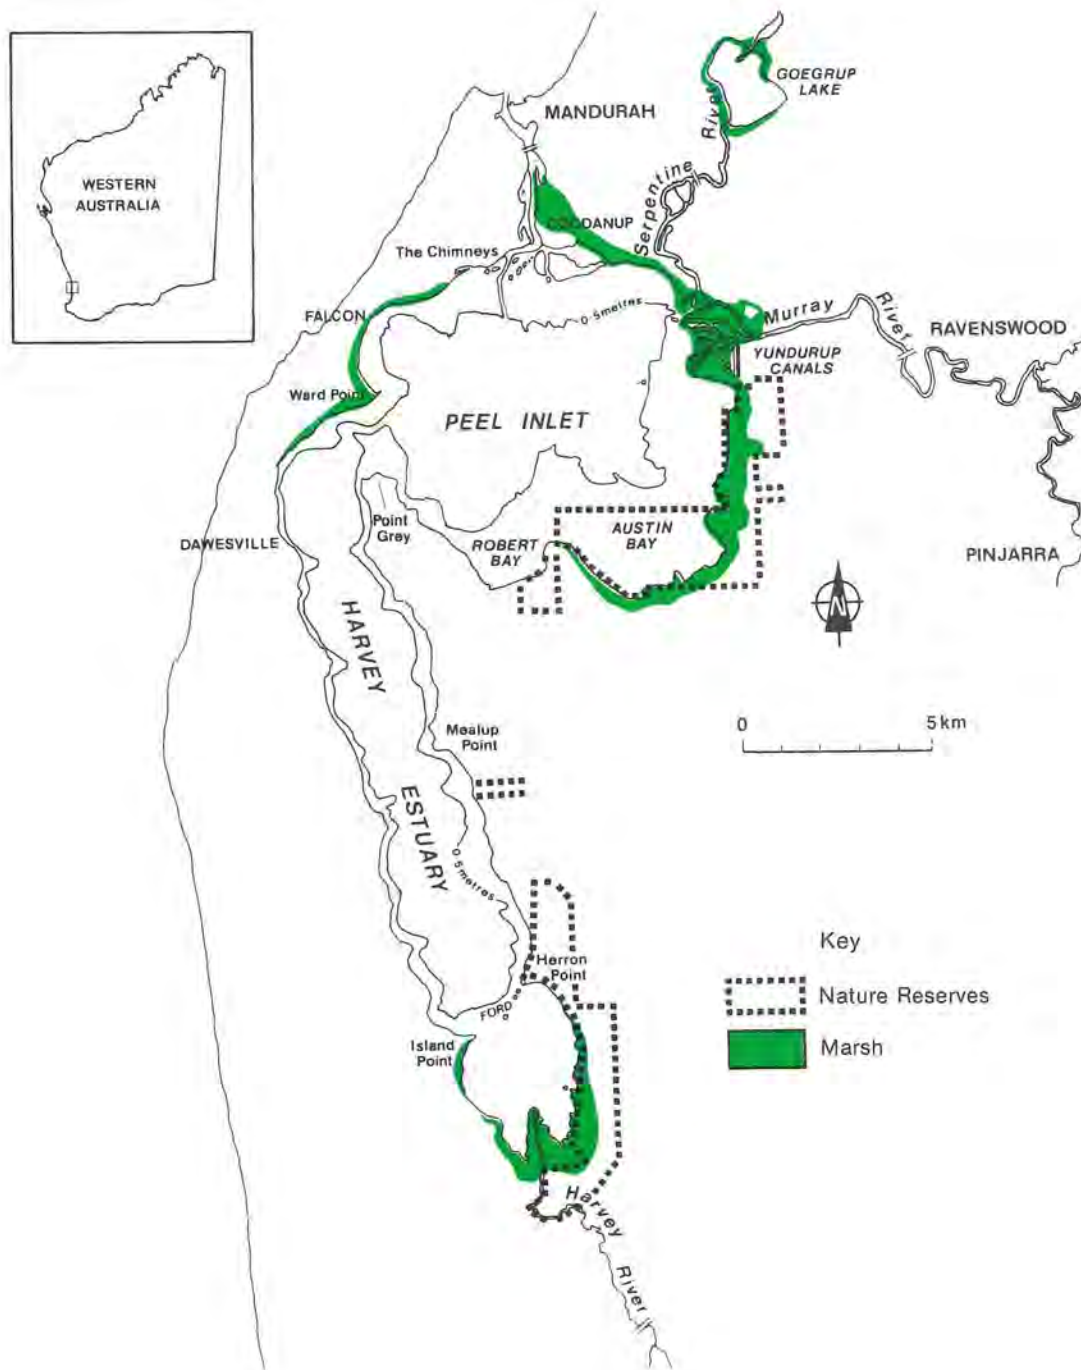 WESTERN
AUSTRALIA
MANDURAH
GOEGRUP
LAKE
Serpentine
River
COODANUP
The Chimneys
FALCON
0·5metres
Murray
River
RAVENSWOOD
YUNDURUP
CANALS
Ward Point
PEEL INLET
Point
Grey
DAWESVILLE
ROBERT
BAY
AUSTIN
BAY
PINJARRA
N
HARVEY
ESTUARY
0
5km
Mealup
Point
0·5metres
Key
Herron
Point
Nature Reserves
FORD
Island
Point
Marsh
Harvey
River